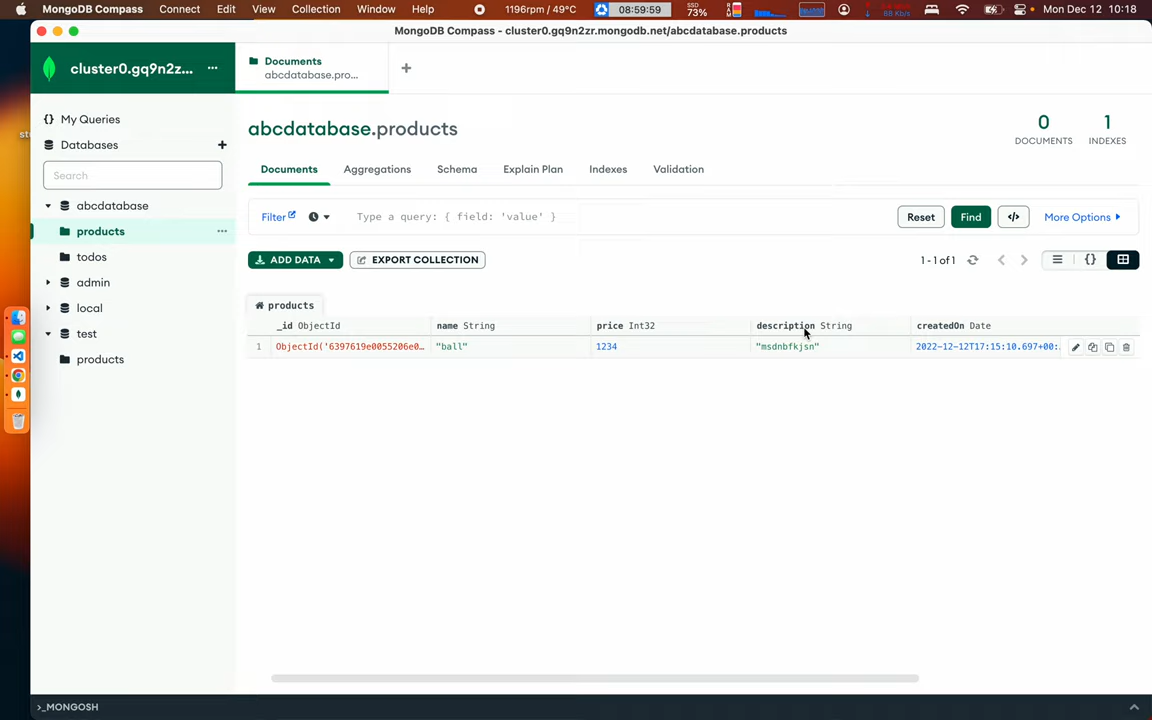 MongoDB Compass Connect Edit View Collection Window Help 1196rpm / 49°C 08:59:59 SSD 73% 88 Kb/s Mon Dec 12 10:18
MongoDB Compass - cluster0.gq9n2zr.mongodb.net/abcdatabase.products
cluster0.gq9n2z... ...
Documents
abcdatabase.pro...
+
{} My Queries
Databases +
Search
abcdatabase
products ...
todos
admin
local
test
products
abcdatabase.products
0
DOCUMENTS
1
INDEXES
Documents Aggregations Schema Explain Plan Indexes Validation
Filter Type a query: { field: 'value' } Reset Find </> More Options
ADD DATA EXPORT COLLECTION 1 - 1 of 1 {}
products
_id ObjectId name String price Int32 description String createdOn Date
1 ObjectId('6397619e0055206e0... "ball" 1234 "msdnbfkjsn" 2022-12-12T17:15:10.697+00:.
>_MONGOSH